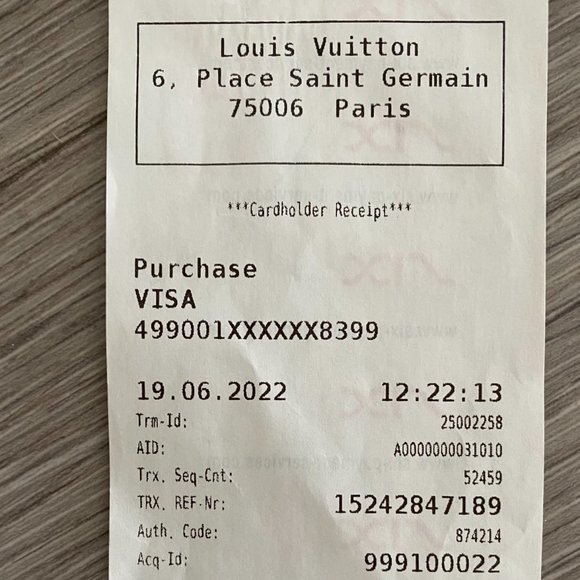 Louis Vuitton
6, Place Saint Germain
75006 Paris
***Cardholder Receipt***
Purchase
VISA
499001XXXXXX8399
19.06.2022 12:22:13
Trm-Id: 25002258
AID: A0000000031010
Trx. Seq-Cnt: 52459
TRX. REF-Nr: 15242847189
Auth. Code: 874214
Acq-Id: 999100022